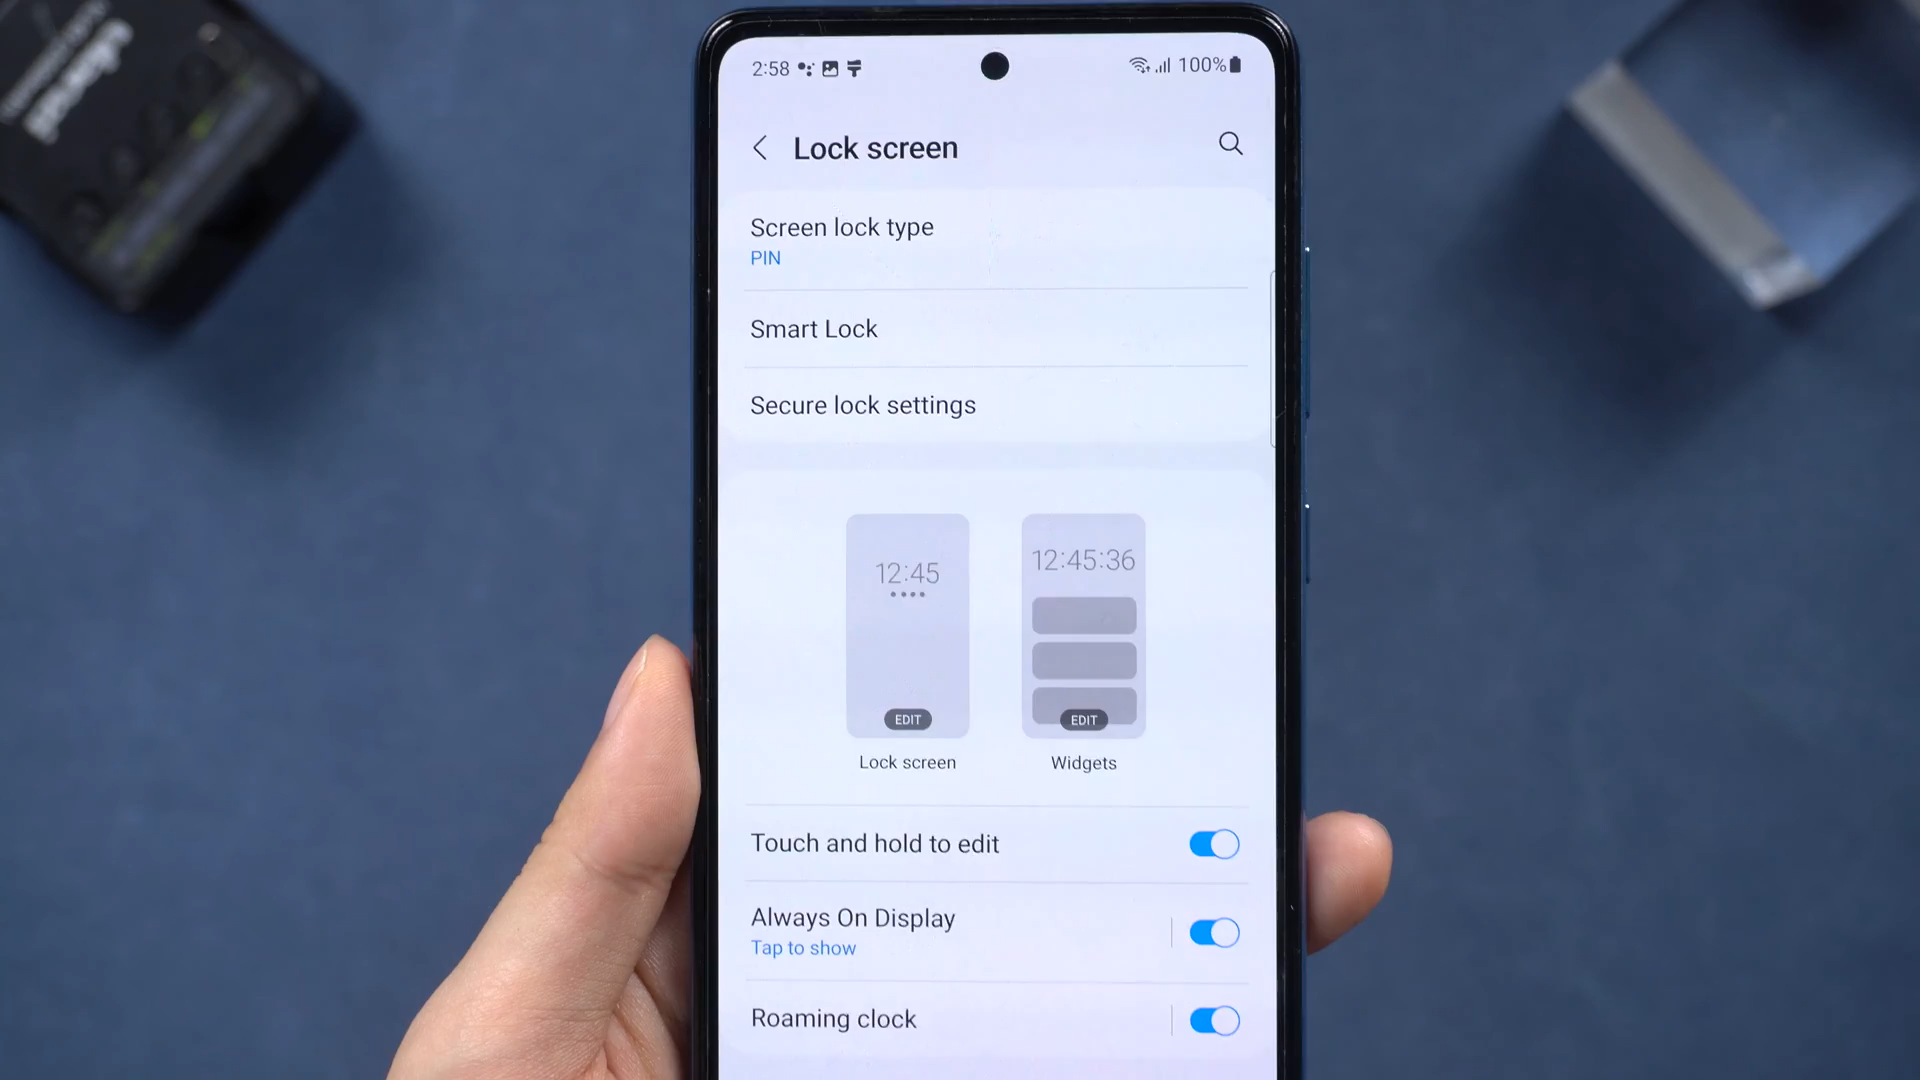 2:58
100%
Lock screen
Screen lock type
PIN
Smart Lock
Secure lock settings
12:45
EDIT
Lock screen
12:45:36
EDIT
Widgets
Touch and hold to edit
Always On Display
Tap to show
Roaming clock